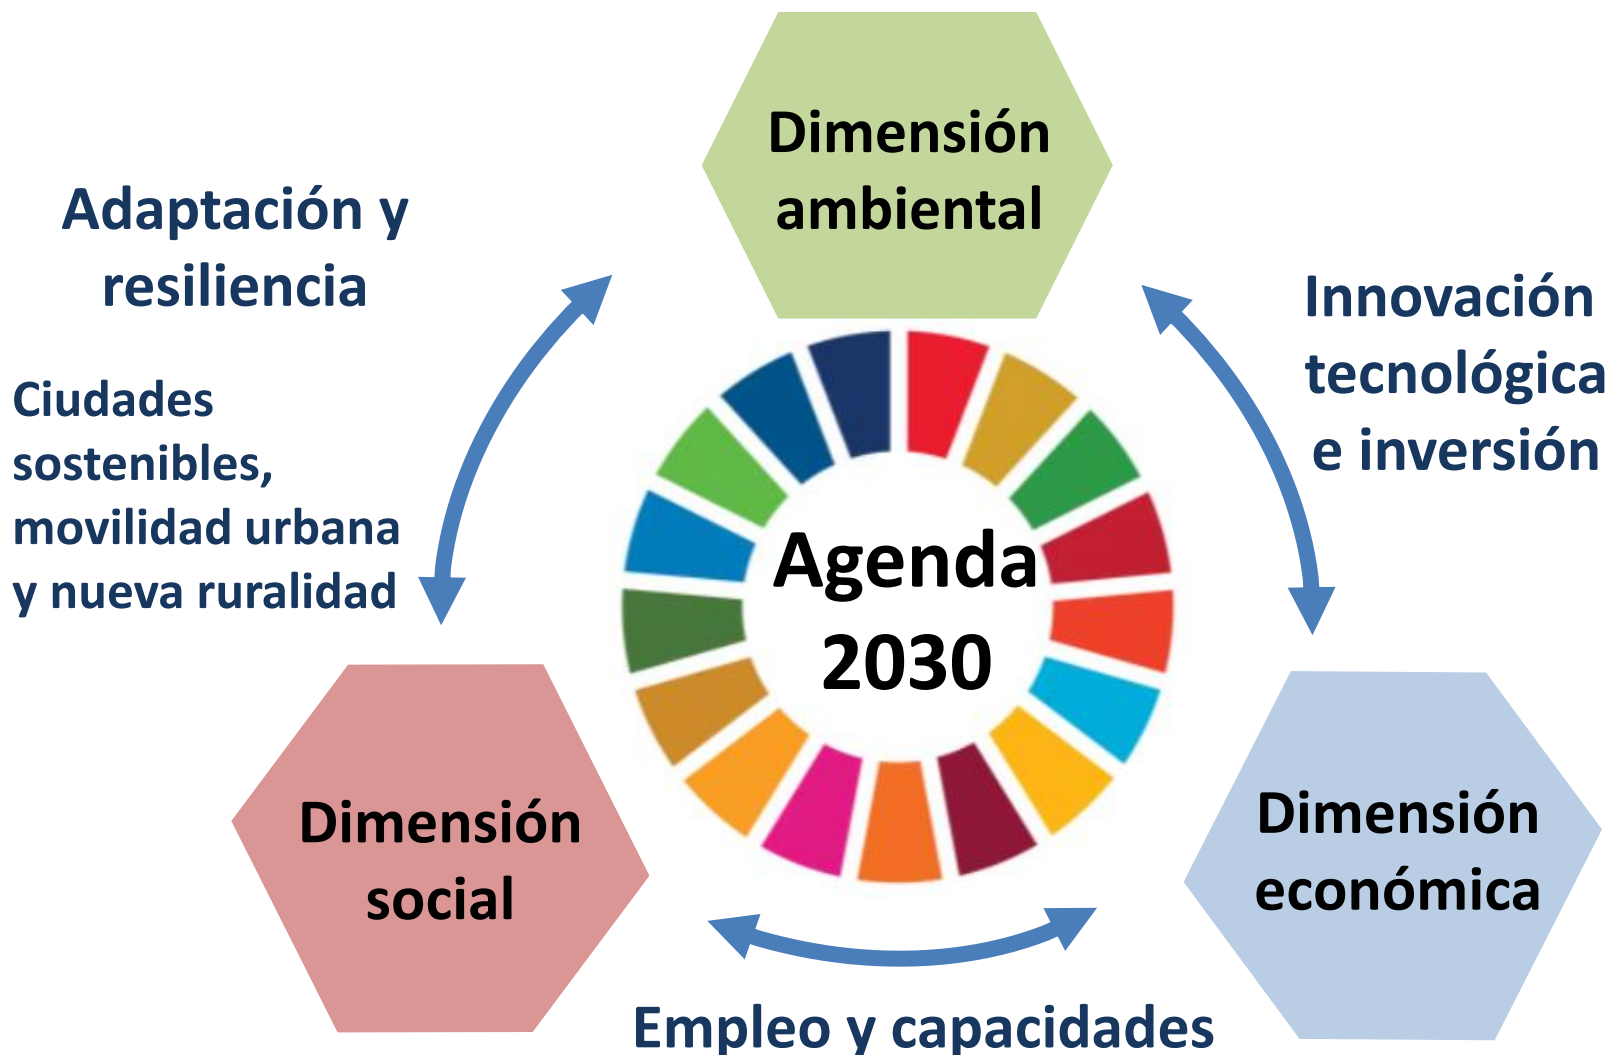 Dimensión
ambiental
Adaptación y
resiliencia
Innovación
tecnológica
e inversión
Ciudades
sostenibles,
movilidad urbana
y nueva ruralidad
Agenda
2030
Dimensión
social
Dimensión
económica
Empleo y capacidades